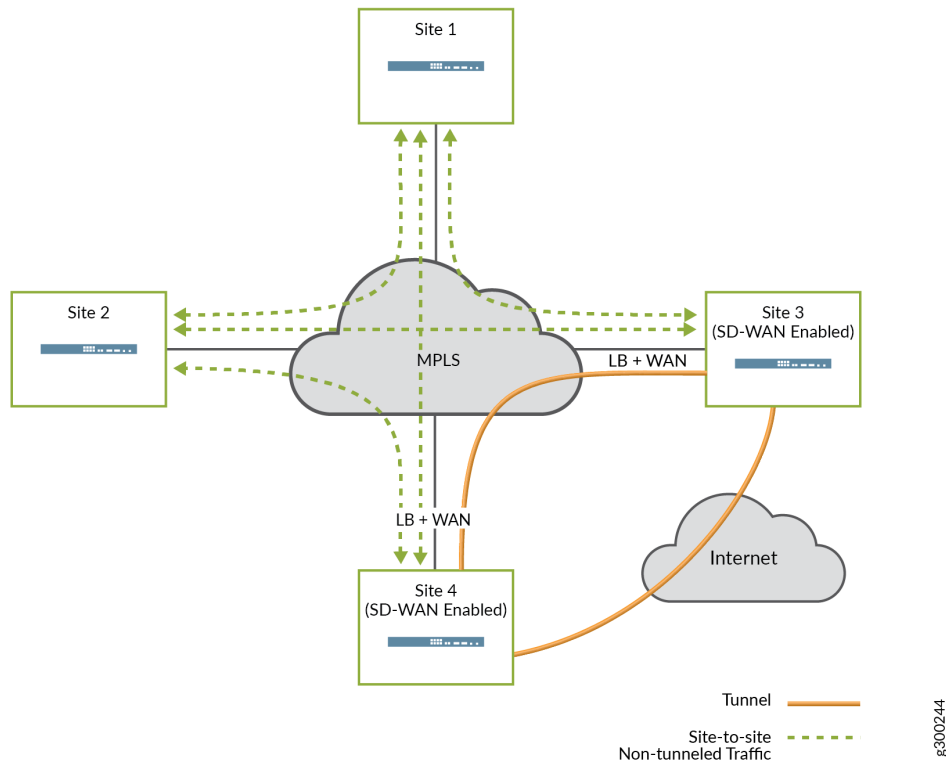 Site 1
Site 2
Site 3
(SD-WAN Enabled)
MPLS
LB + WAN
LB + WAN
Internet
Site 4
(SD-WAN Enabled)
Tunnel
Site-to-site
Non-tunneled Traffic
g300244